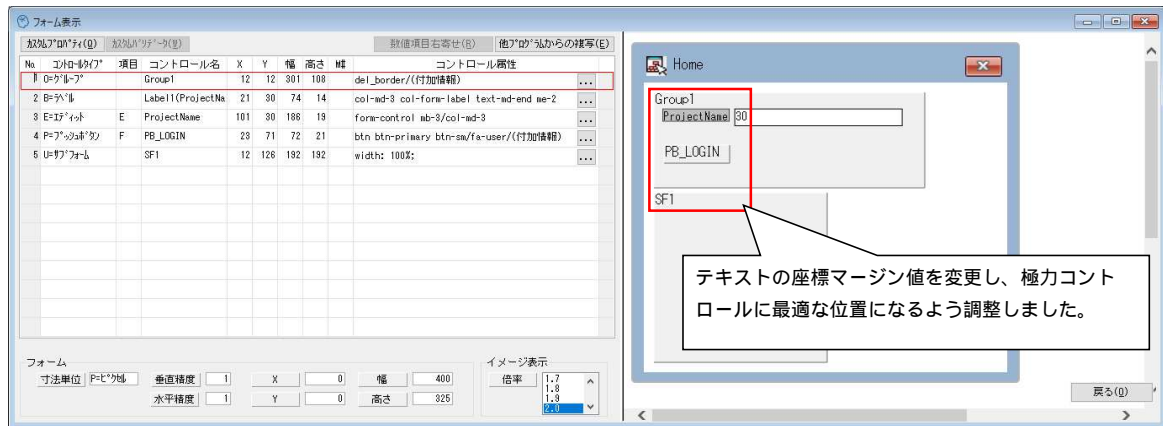 フォーム表示
ｶｽﾀﾑﾌﾟﾛﾊﾟﾃｨ(Q) ｶｽﾀﾑﾊﾞﾘﾃﾞｰﾀ(V) 数値項目右寄せ(R) 他ﾌﾟﾛｸﾞﾗﾑからの複写(E)
No. ｺﾝﾄﾛｰﾙﾀｲﾌﾟ 項目 コントロール名 X Y 幅 高さ コントロール属性
G=ｸﾞﾙｰﾌﾟ Group1 12 12 301 108 del_border/(付加情報) ...
2 B=ﾗﾍﾞﾙ Label1(ProjectNa 21 30 74 14 col-md-3 col-form-label text-md-end me-2 ...
3 E=ｴﾃﾞｨｯﾄ E ProjectName 101 30 186 19 form-control mb-3/col-md-3 ...
4 P=ﾌﾟｯｼｭﾎﾞﾀﾝ F PB_LOGIN 23 71 72 21 btn btn-primary btn-sm/fa-user/(付加情報) ...
5 U=ｻﾌﾞﾌｫｰﾑ SF1 12 126 192 192 width: 100%; ...
フォーム
寸法単位 P=ﾋﾟｸｾﾙ 垂直精度 1 X 0 幅 400
水平精度 1 Y 0 高さ 325
イメージ表示
倍率 1.7
1.8
1.9
2.0
Home
Group1
ProjectName 30
PB_LOGIN
SF1
テキストの座標マージン値を変更し、極力コント
ロールに最適な位置になるよう調整しました。
戻る(Q)